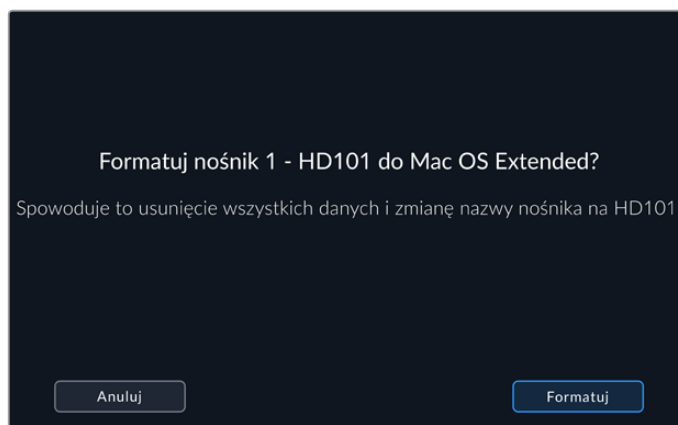 Formatuj nośnik 1 - HD101 do Mac OS Extended?
Spowoduje to usunięcie wszystkich danych i zmianę nazwy nośnika na HD101
Anuluj
Formatuj